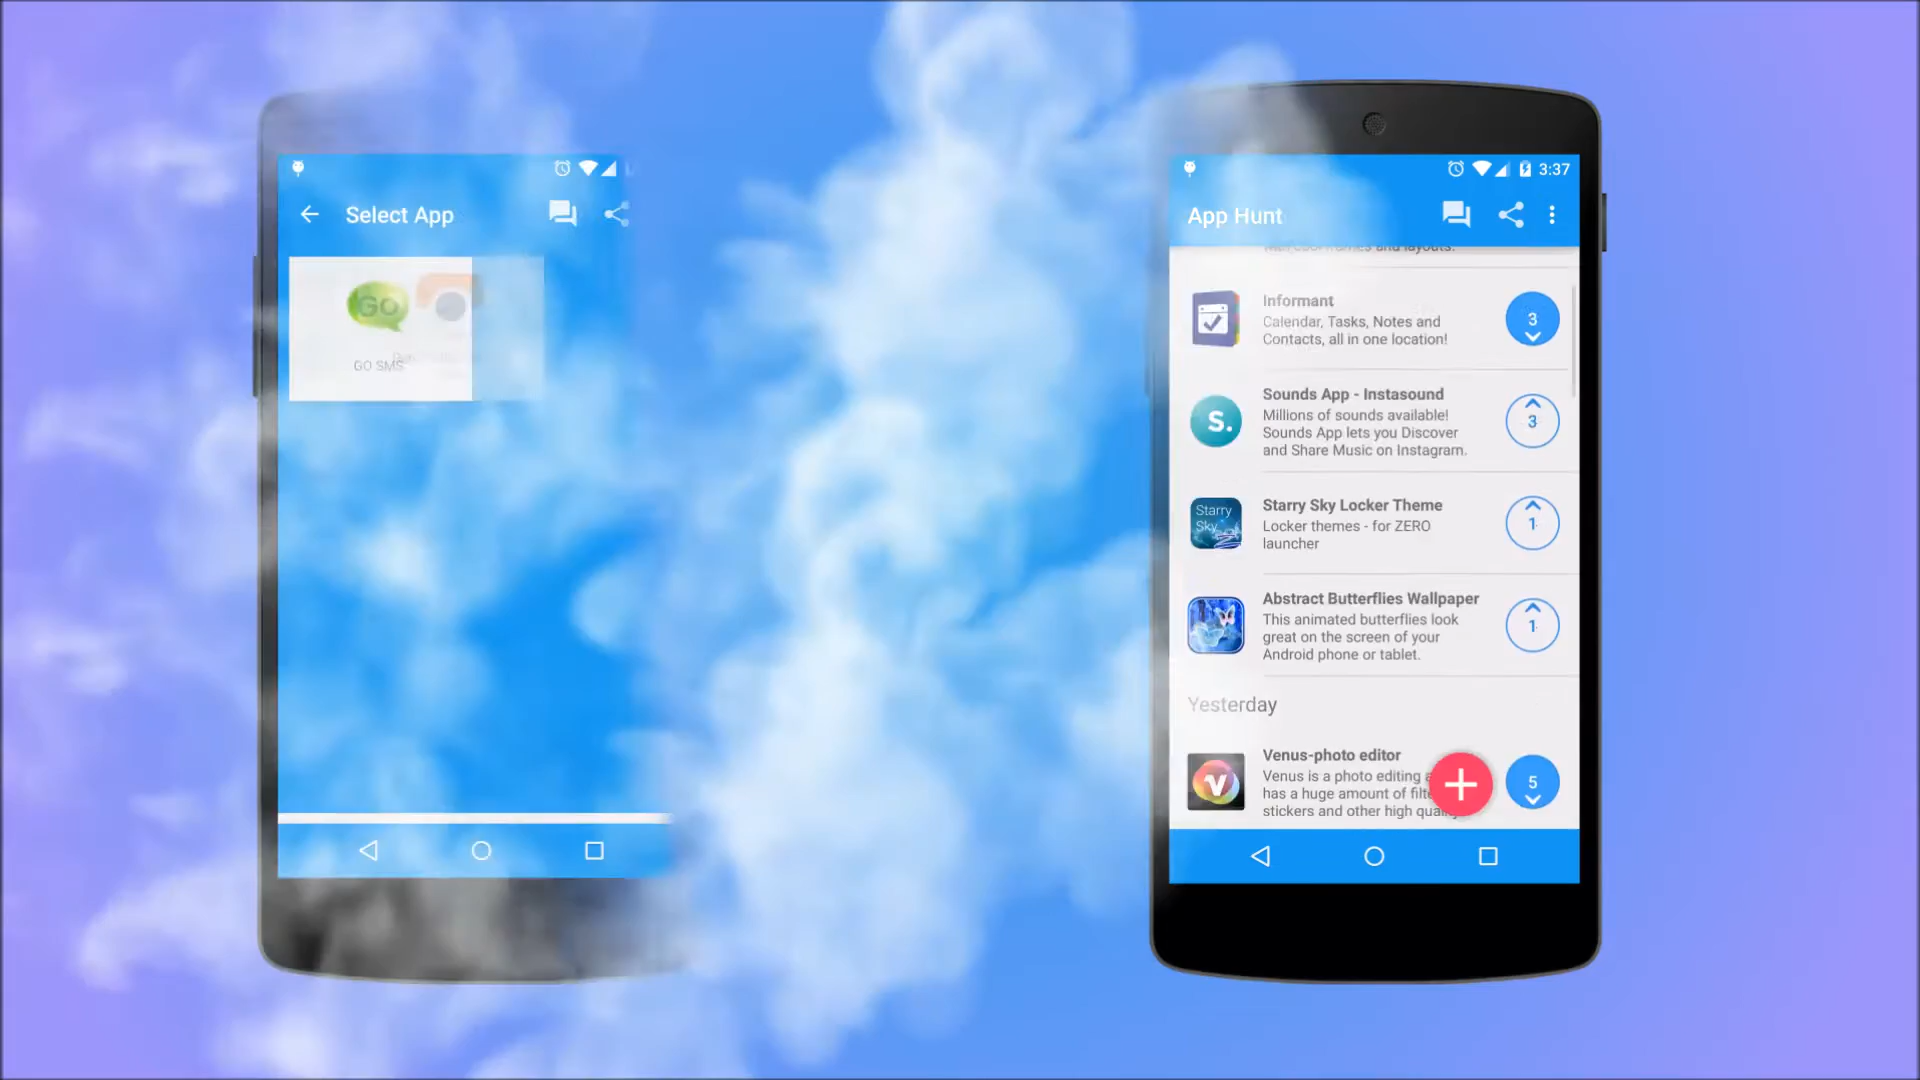 Select App
GO
GO SMS
3:37
App Hunt
Informant
Calendar, Tasks, Notes and
Contacts, all in one location!
3
S.
Sounds App - Instasound
Millions of sounds available!
Sounds App lets you Discover
and Share Music on Instagram.
3
Starry
Sky
Starry Sky Locker Theme
Locker themes - for ZERO
launcher
1
Abstract Butterflies Wallpaper
This animated butterflies look
great on the screen of your
Android phone or tablet.
1
Yesterday
Venus-photo editor
Venus is a photo editing
has a huge amount of
stickers and other high
5